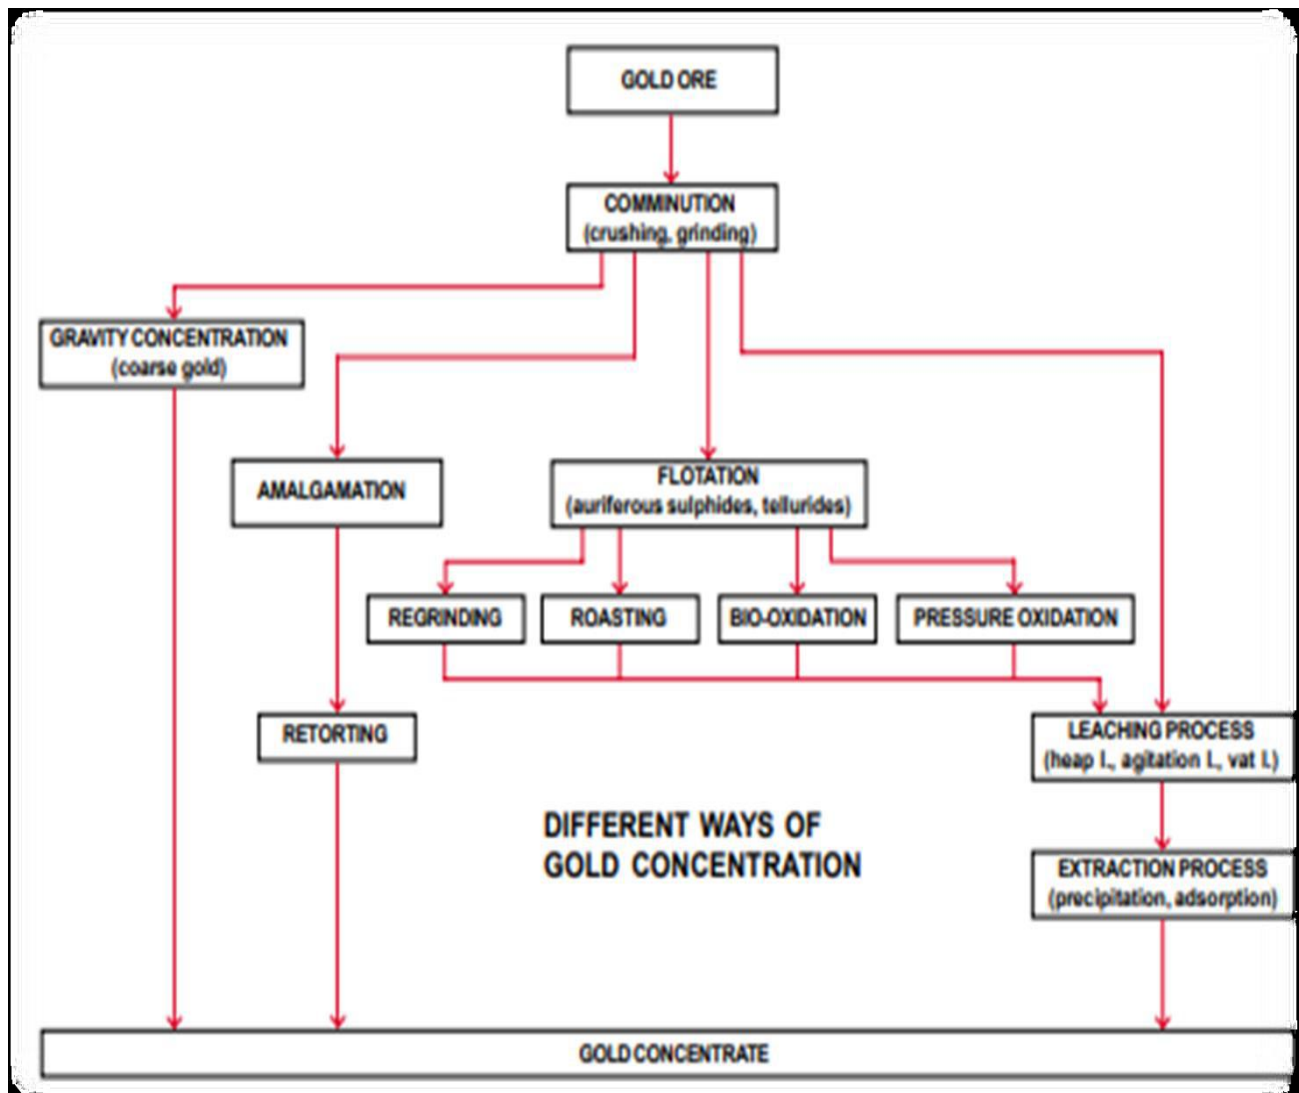 GOLD ORE
COMMINUTION
(crushing, grinding)
GRAVITY CONCENTRATION
(coarse gold)
AMALGAMATION
FLOTATION
(auriferous sulphides, tellurides)
REGRINDING
ROASTING
BIO-OXIDATION
PRESSURE OXIDATION
RETORTING
LEACHING PROCESS
(heap l., agitation l., vat l.)
DIFFERENT WAYS OF
GOLD CONCENTRATION
EXTRACTION PROCESS
(precipitation, adsorption)
GOLD CONCENTRATE